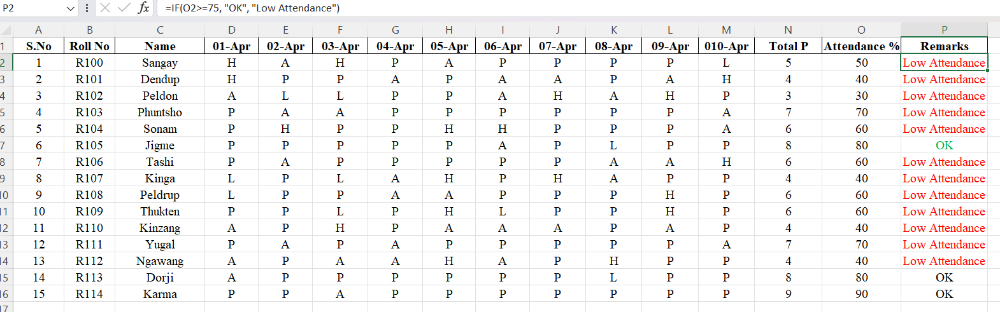 P2 fx =IF(O2>=75, "OK", "Low Attendance")
A B C D E F G H I J K L M N O P
1 S.No Roll No Name 01-Apr 02-Apr 03-Apr 04-Apr 05-Apr 06-Apr 07-Apr 08-Apr 09-Apr 010-Apr Total P Attendance % Remarks
2 1 R100 Sangay H A H P A P P P P L 5 50 Low Attendance
3 2 R101 Dendup H P P A P A A P A H 4 40 Low Attendance
4 3 R102 Peldon A L L P P A H A H P 3 30 Low Attendance
5 4 R103 Phuntsho P A A P P P P P P A 7 70 Low Attendance
6 5 R104 Sonam P H P P H H P P P A 6 60 Low Attendance
7 6 R105 Jigme P P P P P A P L P P 8 80 OK
8 7 R106 Tashi P A P P P P P A A H 6 60 Low Attendance
9 8 R107 Kinga L P L A H P H A P P 4 40 Low Attendance
10 9 R108 Peldrup L P P A A P P P H P 6 60 Low Attendance
11 10 R109 Thukten P P L P H L P P H P 6 60 Low Attendance
12 11 R110 Kinzang A P H P A A A P A P 4 40 Low Attendance
13 12 R111 Yugal P A P A P P P P P A 7 70 Low Attendance
14 13 R112 Ngawang A P A A H A P H P P 4 40 Low Attendance
15 14 R113 Dorji A P P P P P P L P P 8 80 OK
16 15 R114 Karma P P A P P P P P P P 9 90 OK
17